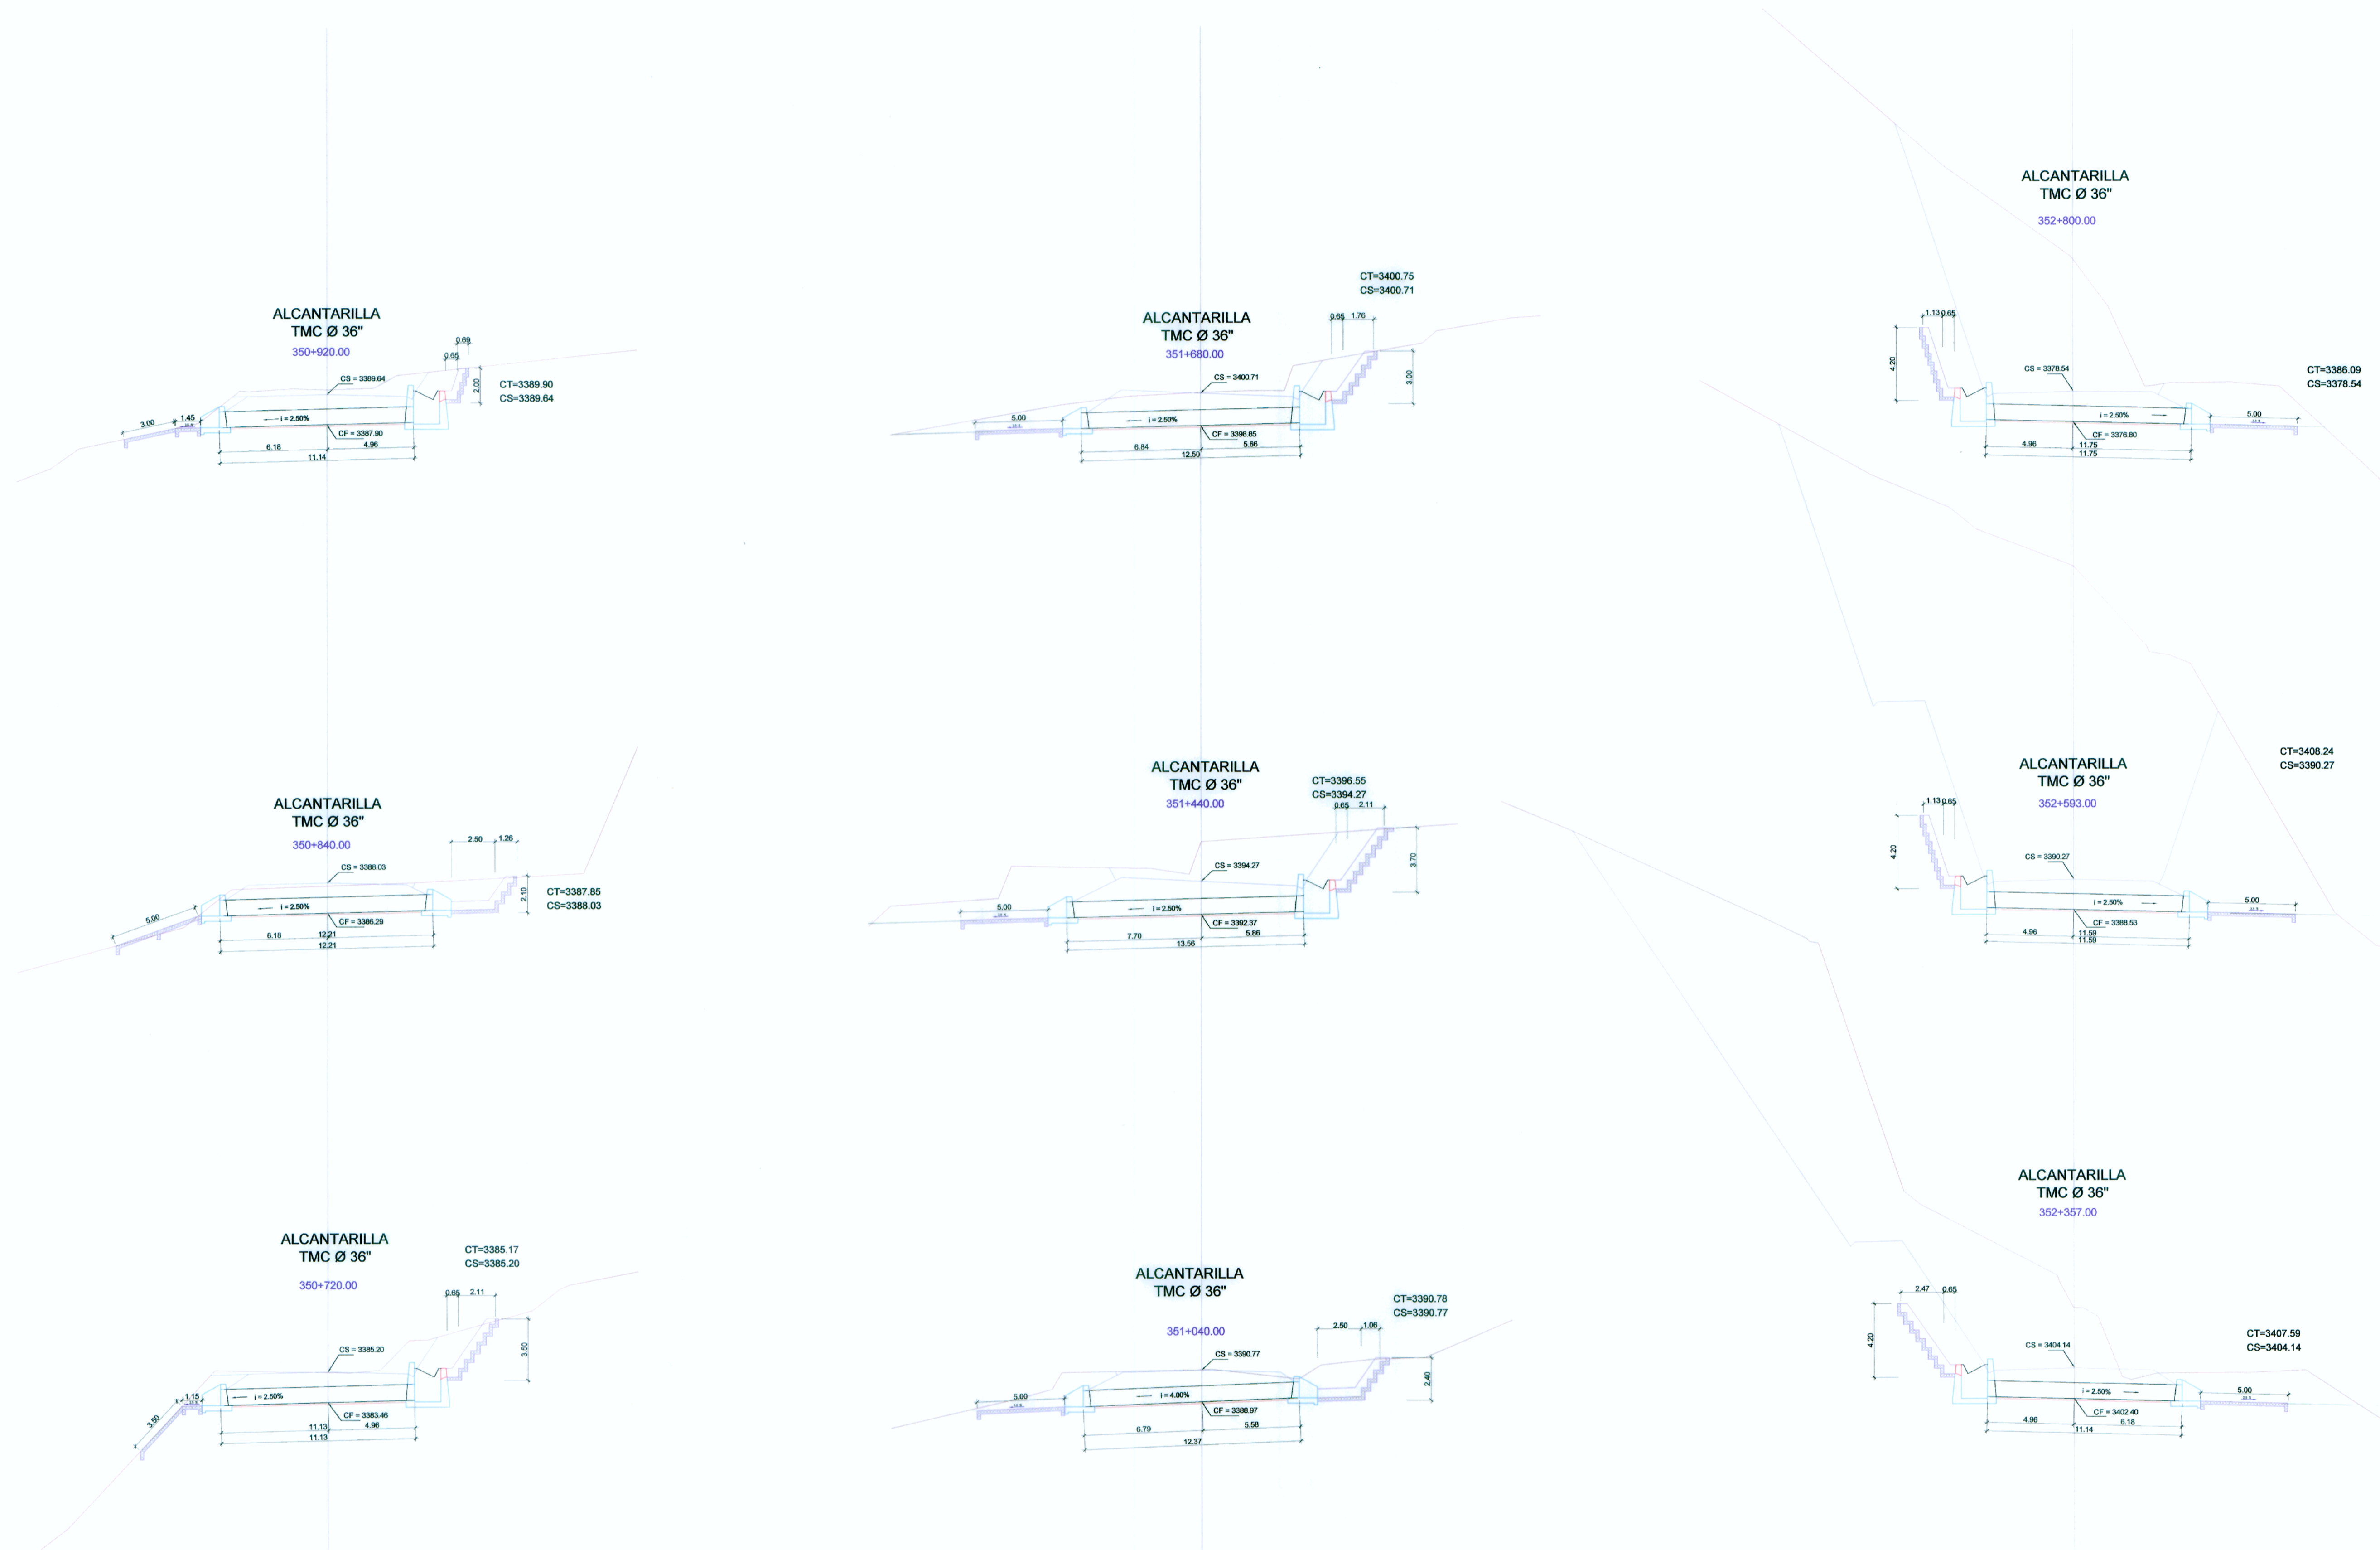 ALCANTARILLA
TMC Ø 36"
350+920.00
0.69
0.65
CS = 3389.64
2.00
CT=3389.90
CS=3389.64
3.00
1.45
i = 2.50%
CF = 3387.90
6.18
4.96
11.14
ALCANTARILLA
TMC Ø 36"
350+840.00
2.50
1.26
CS = 3388.03
2.10
CT=3387.85
CS=3388.03
5.00
i = 2.50%
CF = 3386.29
6.18
12.21
12.21
ALCANTARILLA
TMC Ø 36"
350+720.00
CT=3385.17
CS=3385.20
0.65
2.11
CS = 3385.20
3.50
1.15
3.50
i = 2.50%
CF = 3383.46
11.13
4.96
11.13
CT=3400.75
CS=3400.71
ALCANTARILLA
TMC Ø 36"
351+680.00
0.65
1.76
CS = 3400.71
3.00
5.00
i = 2.50%
CF = 3398.85
6.84
5.66
12.50
ALCANTARILLA
TMC Ø 36"
351+440.00
CT=3396.55
CS=3394.27
0.65
2.11
CS = 3394.27
3.70
5.00
i = 2.50%
CF = 3392.37
7.70
5.86
13.56
ALCANTARILLA
TMC Ø 36"
351+040.00
CT=3390.78
CS=3390.77
2.50
1.06
CS = 3390.77
2.40
5.00
i = 4.00%
CF = 3388.97
6.79
5.58
12.37
ALCANTARILLA
TMC Ø 36"
352+800.00
1.13
0.65
4.20
CS = 3378.54
CT=3386.09
CS=3378.54
i = 2.50%
5.00
CF = 3376.80
4.96
11.75
11.75
ALCANTARILLA
TMC Ø 36"
352+593.00
CT=3408.24
CS=3390.27
1.13
0.65
4.20
CS = 3390.27
i = 2.50%
5.00
CF = 3388.53
4.96
11.59
11.59
ALCANTARILLA
TMC Ø 36"
352+357.00
2.47
0.65
4.20
CS = 3404.14
CT=3407.59
CS=3404.14
i = 2.50%
5.00
CF = 3402.40
4.96
6.18
11.14